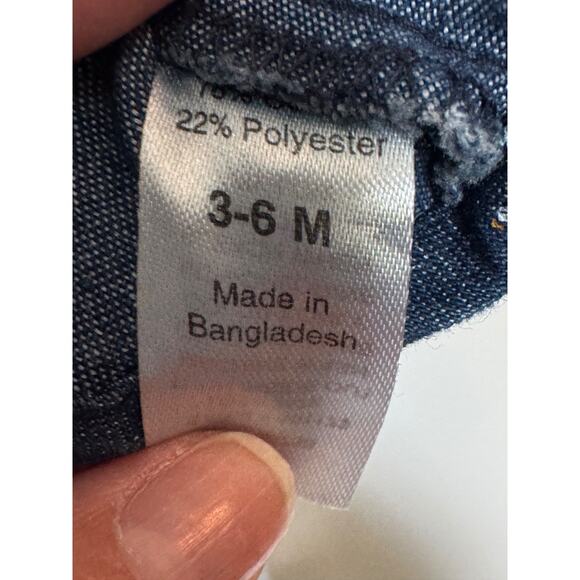 22% Polyester
3-6 M
Made in
Bangladesh